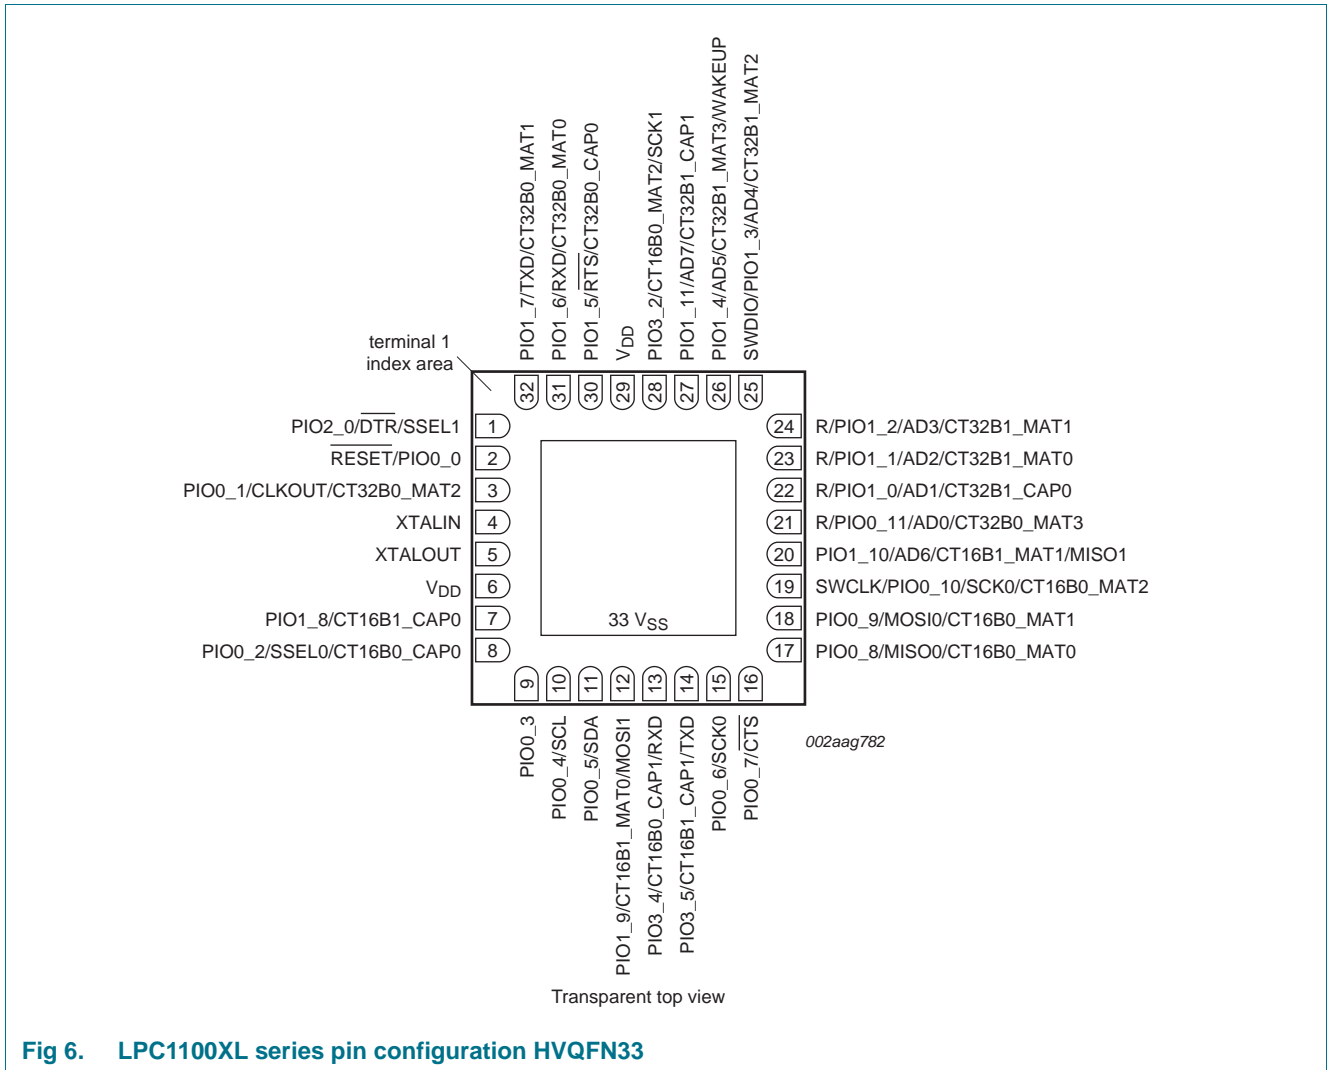 PIO1_7/TXD/CT32B0_MAT1
PIO1_6/RXD/CT32B0_MAT0
PIO1_5/RTS/CT32B0_CAP0
VDD
PIO3_2/CT16B0_MAT2/SCK1
PIO1_11/AD7/CT32B1_CAP1
PIO1_4/AD5/CT32B1_MAT3/WAKEUP
SWDIO/PIO1_3/AD4/CT32B1_MAT2
terminal 1
index area
32 31 30 29 28 27 26 25
PIO2_0/DTR/SSEL1 1
RESET/PIO0_0 2
PIO0_1/CLKOUT/CT32B0_MAT2 3
XTALIN 4
XTALOUT 5
VDD 6
PIO1_8/CT16B1_CAP0 7
PIO0_2/SSEL0/CT16B0_CAP0 8
24 R/PIO1_2/AD3/CT32B1_MAT1
23 R/PIO1_1/AD2/CT32B1_MAT0
22 R/PIO1_0/AD1/CT32B1_CAP0
21 R/PIO0_11/AD0/CT32B0_MAT3
20 PIO1_10/AD6/CT16B1_MAT1/MISO1
19 SWCLK/PIO0_10/SCK0/CT16B0_MAT2
18 PIO0_9/MOSI0/CT16B0_MAT1
17 PIO0_8/MISO0/CT16B0_MAT0
33 VSS
9 10 11 12 13 14 15 16
PIO0_3
PIO0_4/SCL
PIO0_5/SDA
PIO1_9/CT16B1_MAT0/MOSI1
PIO3_4/CT16B0_CAP1/RXD
PIO3_5/CT16B1_CAP1/TXD
PIO0_6/SCK0
PIO0_7/CTS
002aag782
Transparent top view
Fig 6. LPC1100XL series pin configuration HVQFN33